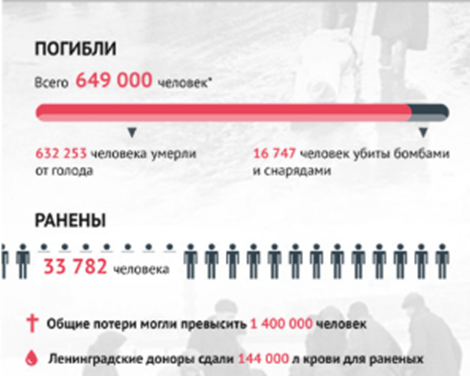 ПОГИБЛИ
Всего 649 000 человек*
632 253 человека умерли
от голода
16 747 человек убиты бомбами
и снарядами
РАНЕНЫ
33 782 человека
Общие потери могли превысить 1 400 000 человек
Ленинградские доноры сдали 144 000 л крови для раненых